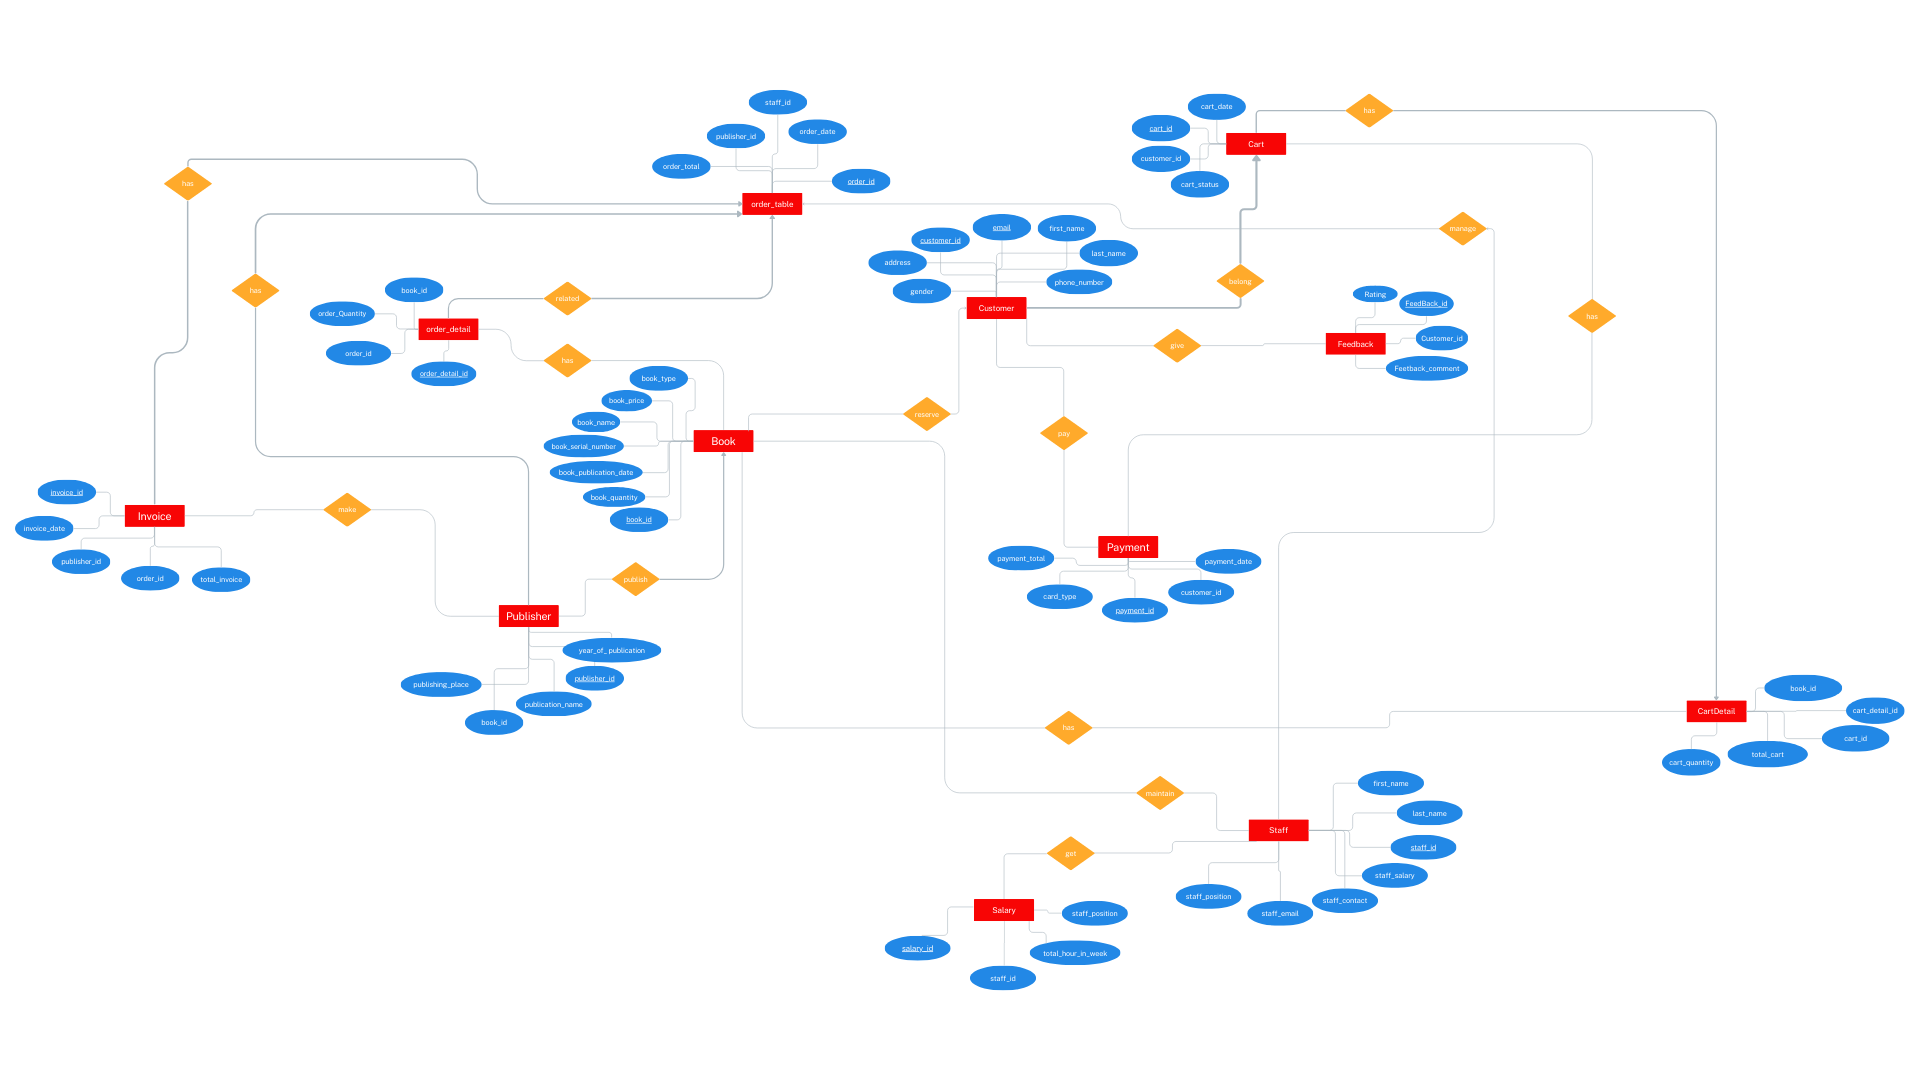 staff_id
cart_date
has
publisher_id
order_date
cart_id
Cart
customer_id
order_total
order_id
cart_status
has
order_table
customer_id
email
first_name
manage
address
last_name
gender
phone_number
belong
has
book_id
related
order_Quantity
order_detail
order_id
order_detail_id
has
Customer
Rating
FeedBack_id
has
give
Feedback
Customer_id
Feetback_comment
book_type
book_price
book_name
book_serial_number
Book
reserve
pay
book_publication_date
book_quantity
book_id
invoice_id
Invoice
make
invoice_date
publisher_id
order_id
total_invoice
Payment
payment_total
payment_date
card_type
customer_id
payment_id
publish
Publisher
year_of_ publication
publishing_place
publisher_id
publication_name
book_id
has
CartDetail
book_id
cart_detail_id
cart_id
total_cart
cart_quantity
maintain
first_name
last_name
Staff
staff_id
get
staff_salary
staff_position
staff_contact
staff_email
Salary
staff_position
salary_id
total_hour_in_week
staff_id